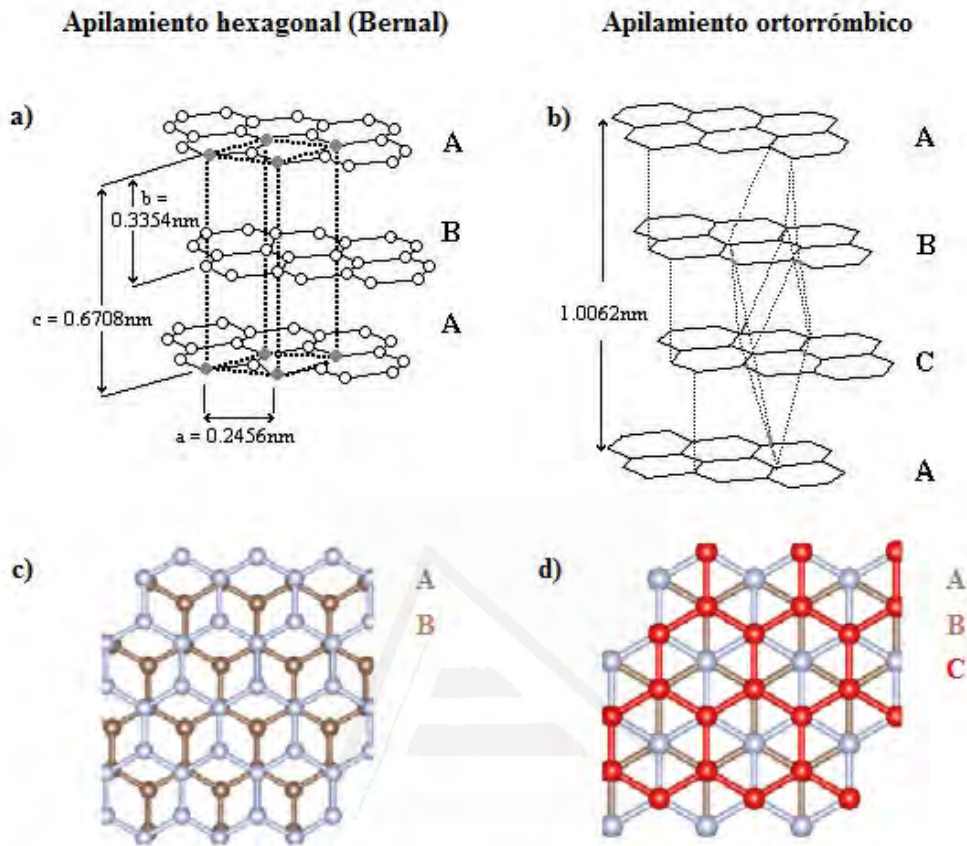 Apilamiento hexagonal (Bernal)
Apilamiento ortorrómbico
a)
A
b =
0.3354nm
B
c = 0.6708nm
A
a = 0.2456nm
b)
A
B
1.0062nm
C
A
c)
A
B
d)
A
B
C